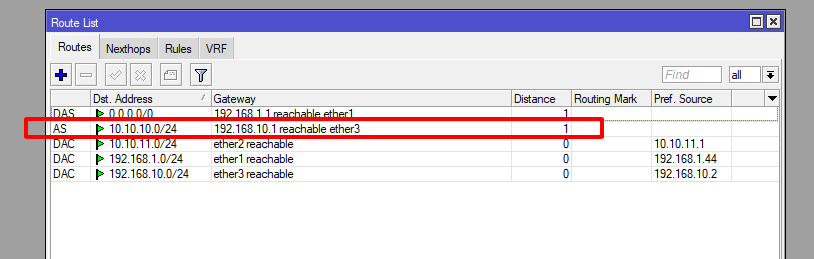 Route List
Routes Nexthops Rules VRF
Find all
Dst. Address Gateway Distance Routing Mark Pref. Source
DAS 0.0.0.0/0 192.168.1.1 reachable ether1 1
AS 10.10.10.0/24 192.168.10.1 reachable ether3 1
DAC 10.10.11.0/24 ether2 reachable 0 10.10.11.1
DAC 192.168.1.0/24 ether1 reachable 0 192.168.1.44
DAC 192.168.10.0/24 ether3 reachable 0 192.168.10.2